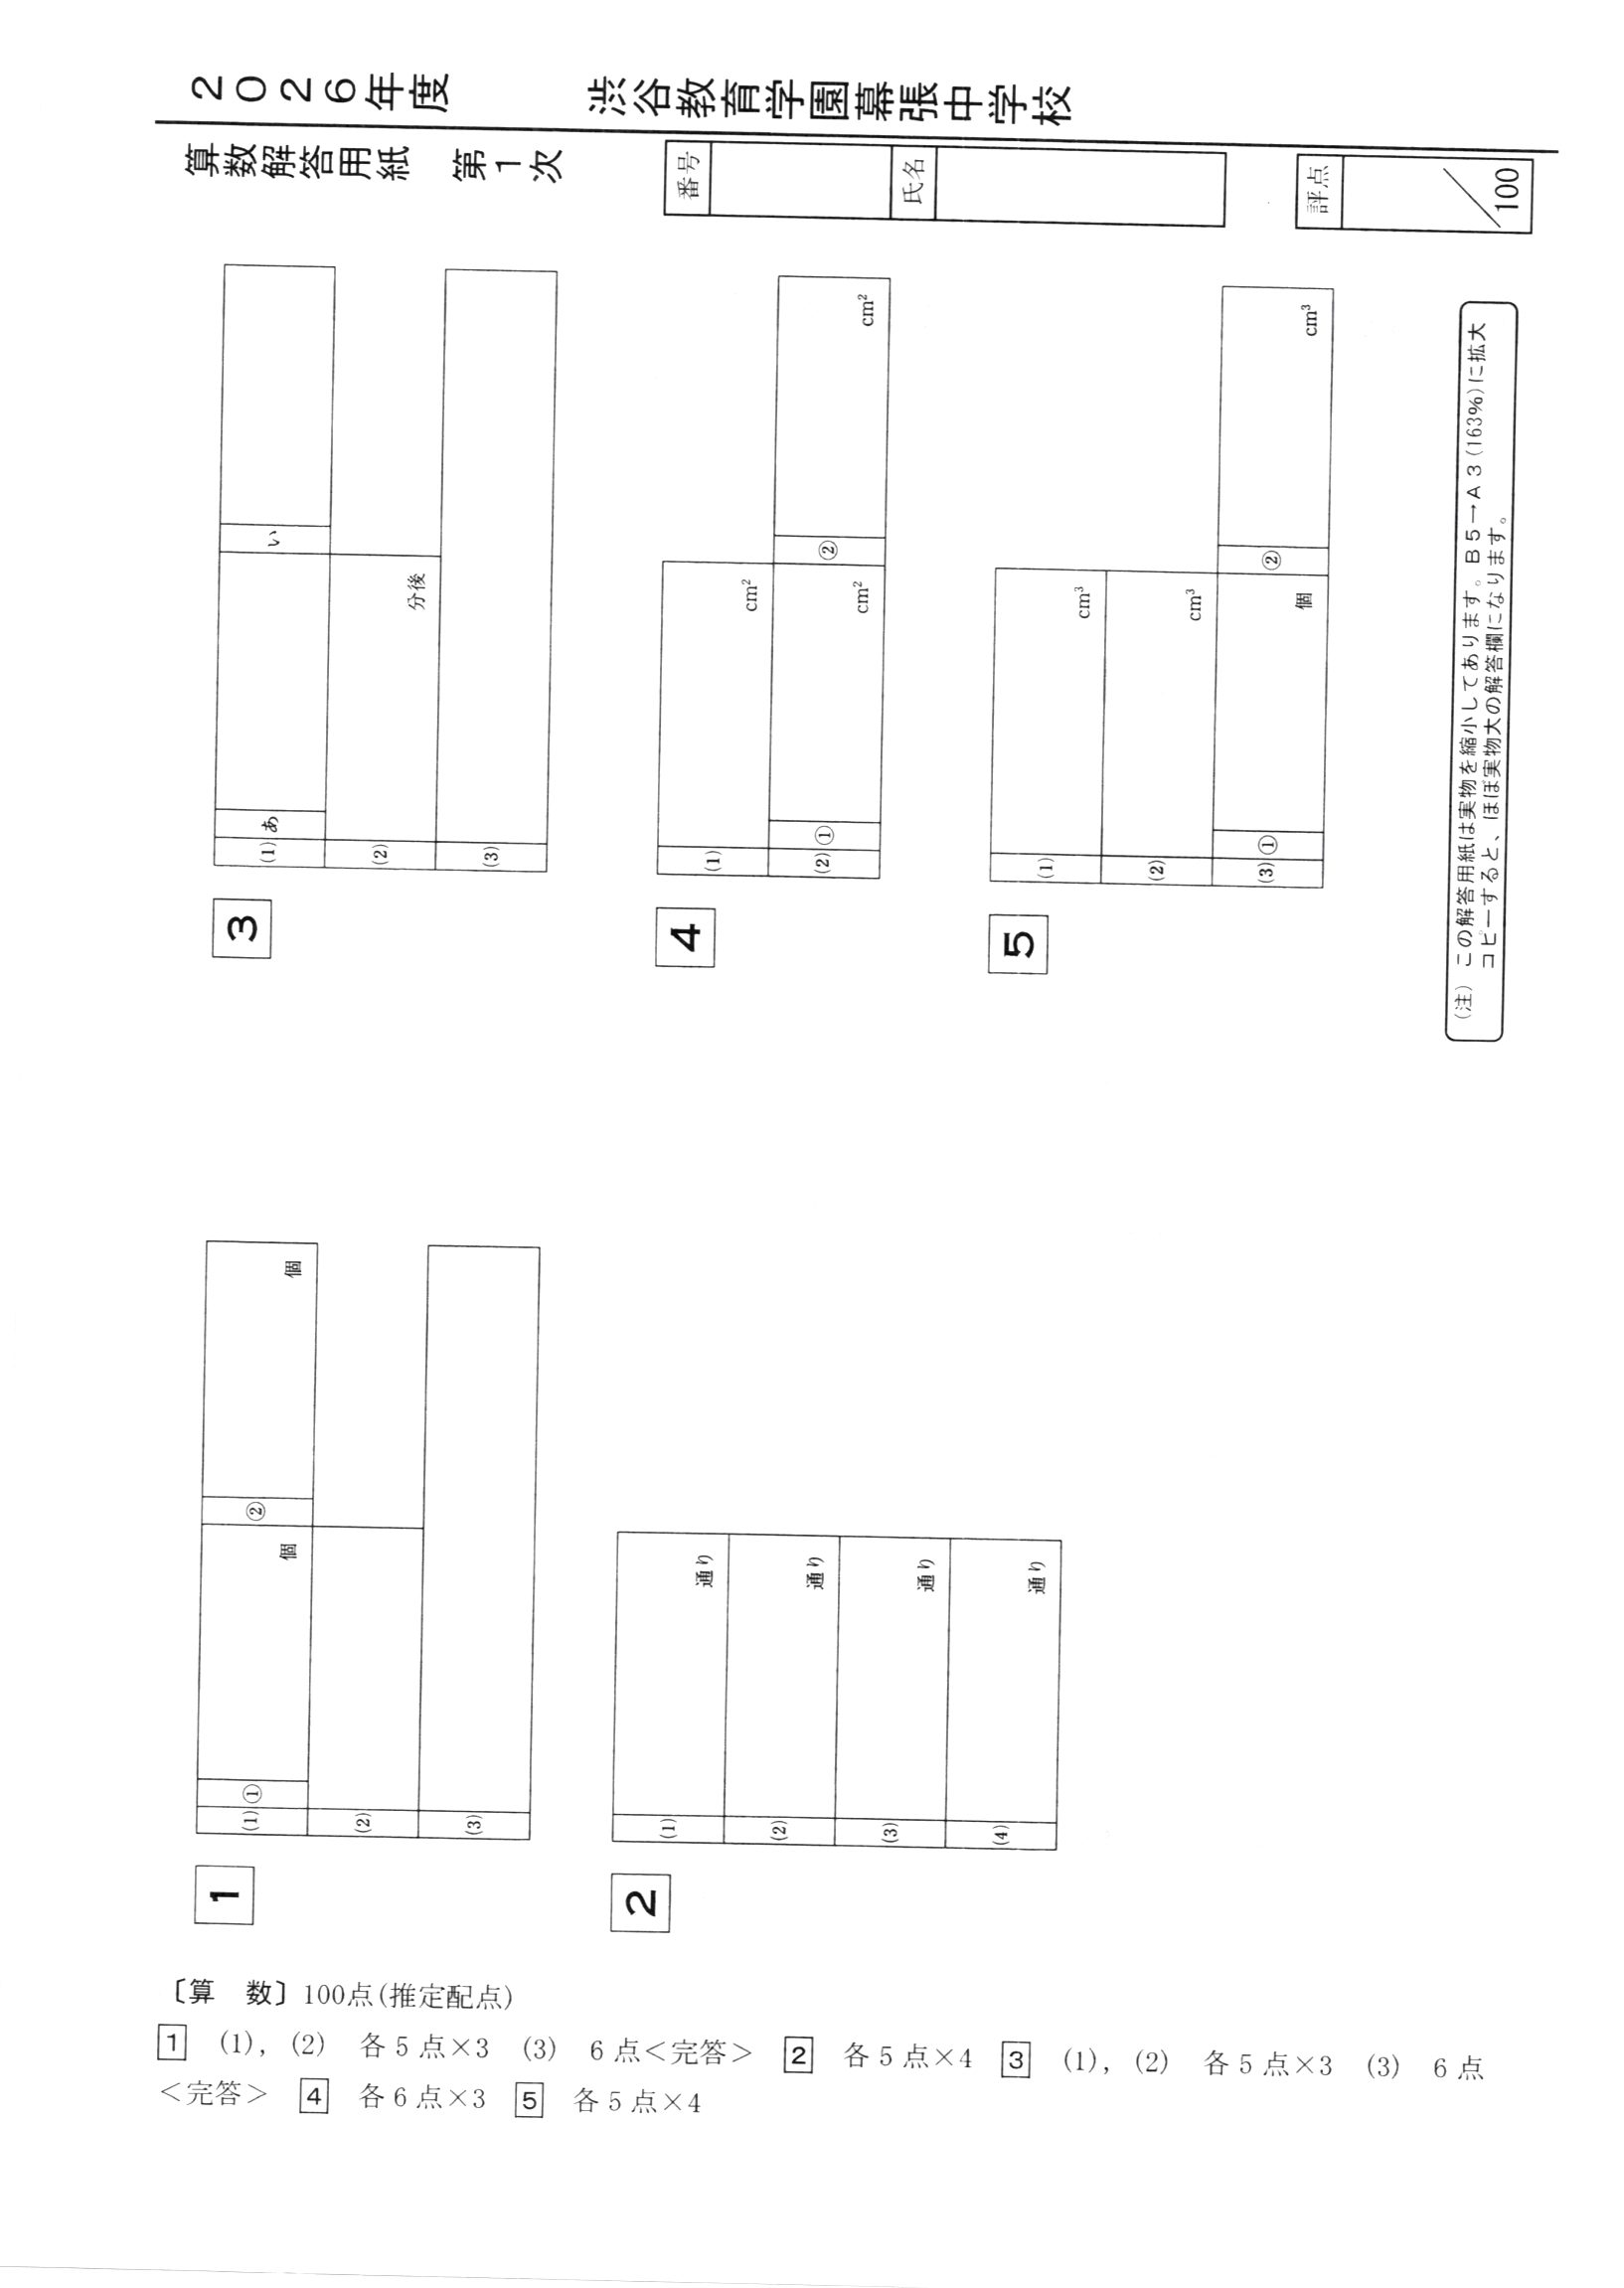 ２０２６年度　渋谷教育学園幕張中学校
算数解答用紙　第１次
番号
氏名
評点
／100
1
(1) ① 個 ② 個
(2)
(3)
2
(1) 通り
(2) 通り
(3) 通り
(4) 通り
3
(1) あ い
(2) 分後
(3)
4
(1) cm²
(2) ① cm² ② cm²
5
(1) cm³
(2) cm³
(3) ① 個 ② cm³
(注) この解答用紙は実物を縮小してあります。Ｂ５→Ａ３(163%)に拡大
コピーすると、ほぼ実物大の解答欄になります。
〔算　数〕100点(推定配点)
1　(1), (2)　各５点×３　(3)　６点＜完答＞　2　各５点×４　3　(1), (2)　各５点×３　(3)　６点
＜完答＞　4　各６点×３　5　各５点×４